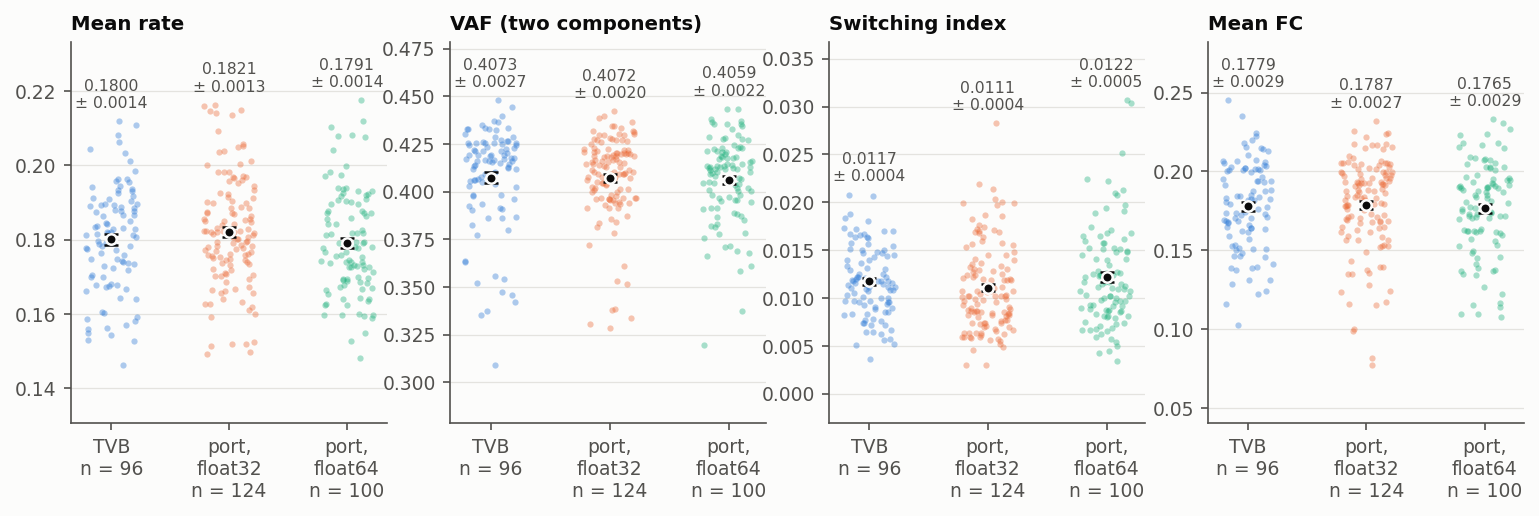 Mean rate
0.1800
± 0.0014
0.1821
± 0.0013
0.1791
± 0.0014
0.22
0.20
0.18
0.16
0.14
TVB
n = 96
port,
float32
n = 124
port,
float64
n = 100
VAF (two components)
0.4073
± 0.0027
0.4072
± 0.0020
0.4059
± 0.0022
0.475
0.450
0.425
0.400
0.375
0.350
0.325
0.300
TVB
n = 96
port,
float32
n = 124
port,
float64
n = 100
Switching index
0.0117
± 0.0004
0.0111
± 0.0004
0.0122
± 0.0005
0.035
0.030
0.025
0.020
0.015
0.010
0.005
0.000
TVB
n = 96
port,
float32
n = 124
port,
float64
n = 100
Mean FC
0.1779
± 0.0029
0.1787
± 0.0027
0.1765
± 0.0029
0.25
0.20
0.15
0.10
0.05
TVB
n = 96
port,
float32
n = 124
port,
float64
n = 100